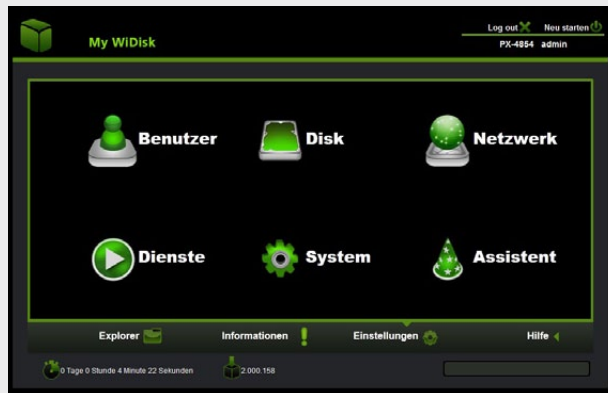 Log out Neu starten
My WiDisk
PX-4854 admin
Benutzer Disk Netzwerk
Dienste System Assistent
Explorer Informationen Einstellungen Hilfe
0 Tage 0 Stunde 4 Minute 22 Sekunden 2.000.158